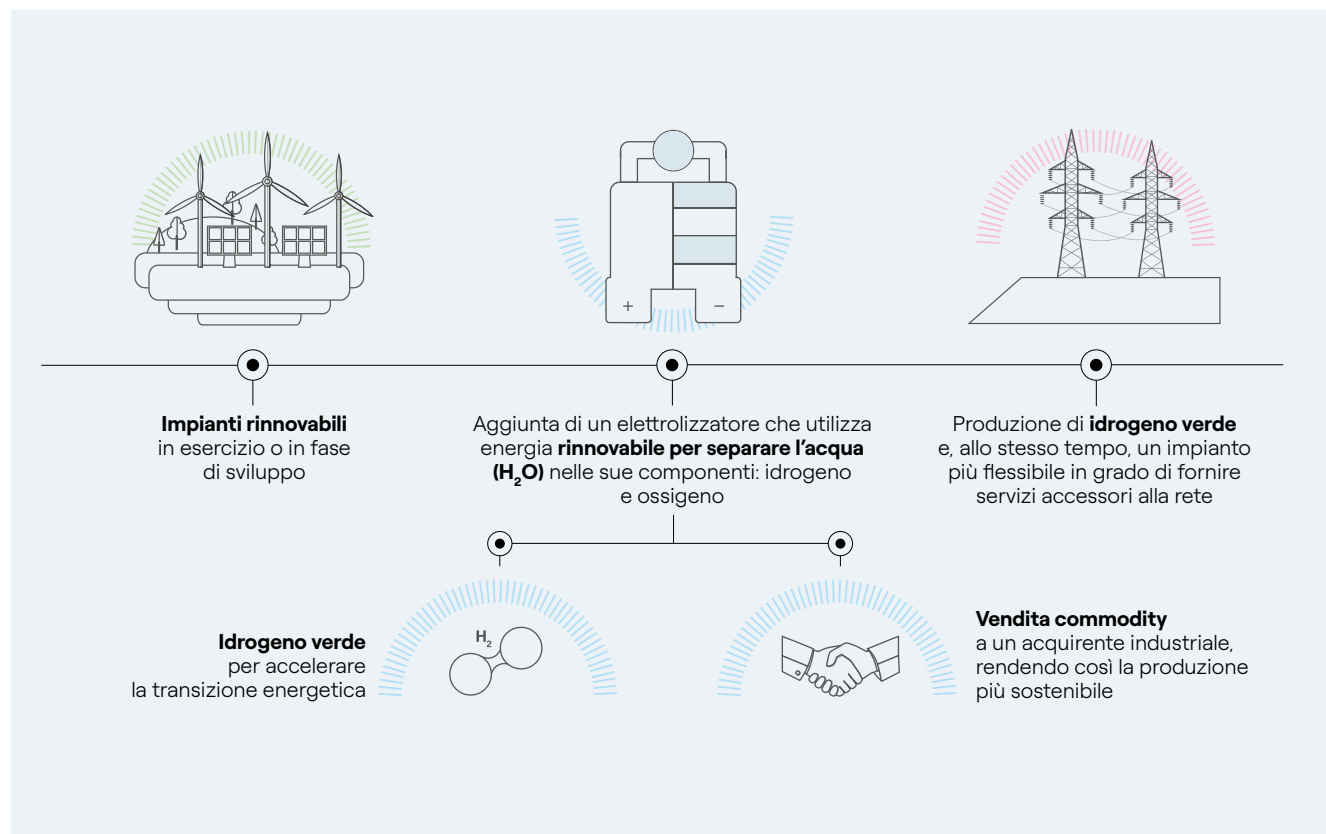 +
−
Impianti rinnovabili
in esercizio o in fase
di sviluppo
Aggiunta di un elettrolizzatore che utilizza
energia rinnovabile per separare l’acqua
(H₂O) nelle sue componenti: idrogeno
e ossigeno
Produzione di idrogeno verde
e, allo stesso tempo, un impianto
più flessibile in grado di fornire
servizi accessori alla rete
Idrogeno verde
per accelerare
la transizione energetica
H₂
Vendita commodity
a un acquirente industriale,
rendendo così la produzione
più sostenibile